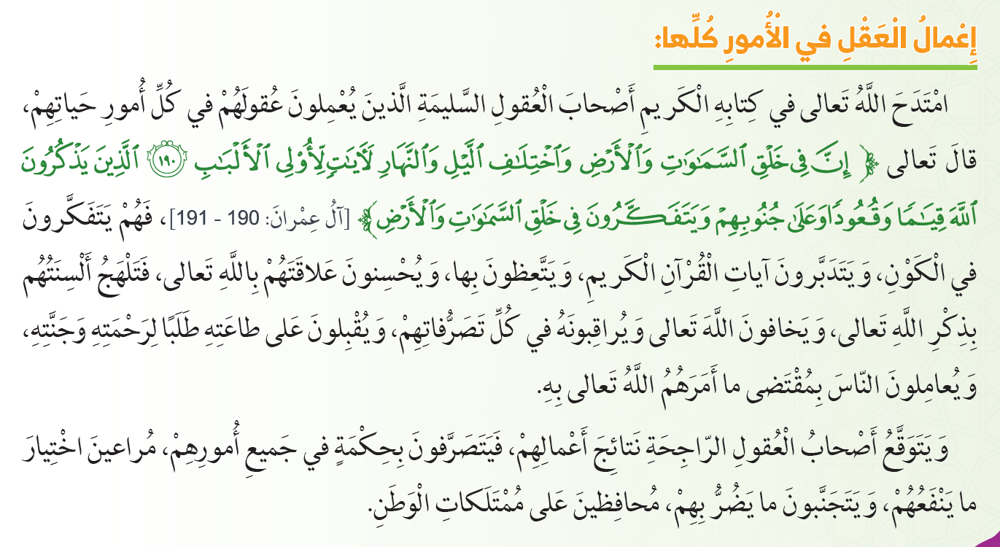 إِعْمالُ الْعَقْلِ في الْأُمورِ كُلِّها:
امْتَدَحَ اللَّهُ تَعالى في كِتابِهِ الْكَريمِ أَصْحابَ الْعُقولِ السَّليمَةِ الَّذينَ يُعْمِلونَ عُقولَهُمْ في كُلِّ أُمورِ حَياتِهِمْ،
قالَ تَعالى ﴿ إِنَّ فِي خَلْقِ ٱلسَّمَٰوَٰتِ وَٱلْأَرْضِ وَٱخْتِلَٰفِ ٱلَّيْلِ وَٱلنَّهَارِ لَأٓيَٰتٖ لِّأُوْلِي ٱلْأَلْبَٰبِ ١٩٠ ٱلَّذِينَ يَذْكُرُونَ
ٱللَّهَ قِيَٰمٗا وَقُعُودٗا وَعَلَىٰ جُنُوبِهِمْ وَيَتَفَكَّرُونَ فِي خَلْقِ ٱلسَّمَٰوَٰتِ وَٱلْأَرْضِ﴾ [آلُ عِمْرانَ: 190 - 191]، فَهُمْ يَتَفَكَّرونَ
في الْكَوْنِ، وَيَتَدَبَّرونَ آياتِ الْقُرْآنِ الْكَريمِ، وَيَتَّعِظونَ بِها، وَيُحْسِنونَ عَلاقَتَهُمْ بِاللَّهِ تَعالى، فَتَلْهَجُ أَلْسِنَتُهُم
بِذِكْرِ اللَّهِ تَعالى، وَيَخافونَ اللَّهَ تَعالى وَيُراقِبونَهُ في كُلِّ تَصَرُّفاتِهِمْ، وَيُقْبِلونَ عَلى طاعَتِهِ طَلَبًا لِرَحْمَتِهِ وَجَنَّتِهِ،
وَيُعامِلونَ النّاسَ بِمُقْتَضى ما أَمَرَهُمُ اللَّهُ تَعالى بِهِ.
وَيَتَوَقَّعُ أَصْحابُ الْعُقولِ الرّاجِحَةِ نَتائِجَ أَعْمالِهِمْ، فَيَتَصَرَّفونَ بِحِكْمَةٍ في جَميعِ أُمورِهِمْ، مُراعينَ اخْتِيارَ
ما يَنْفَعُهُمْ، وَيَتَجَنَّبونَ ما يَضُرُّ بِهِمْ، مُحافِظينَ عَلى مُمْتَلَكاتِ الْوَطَنِ.